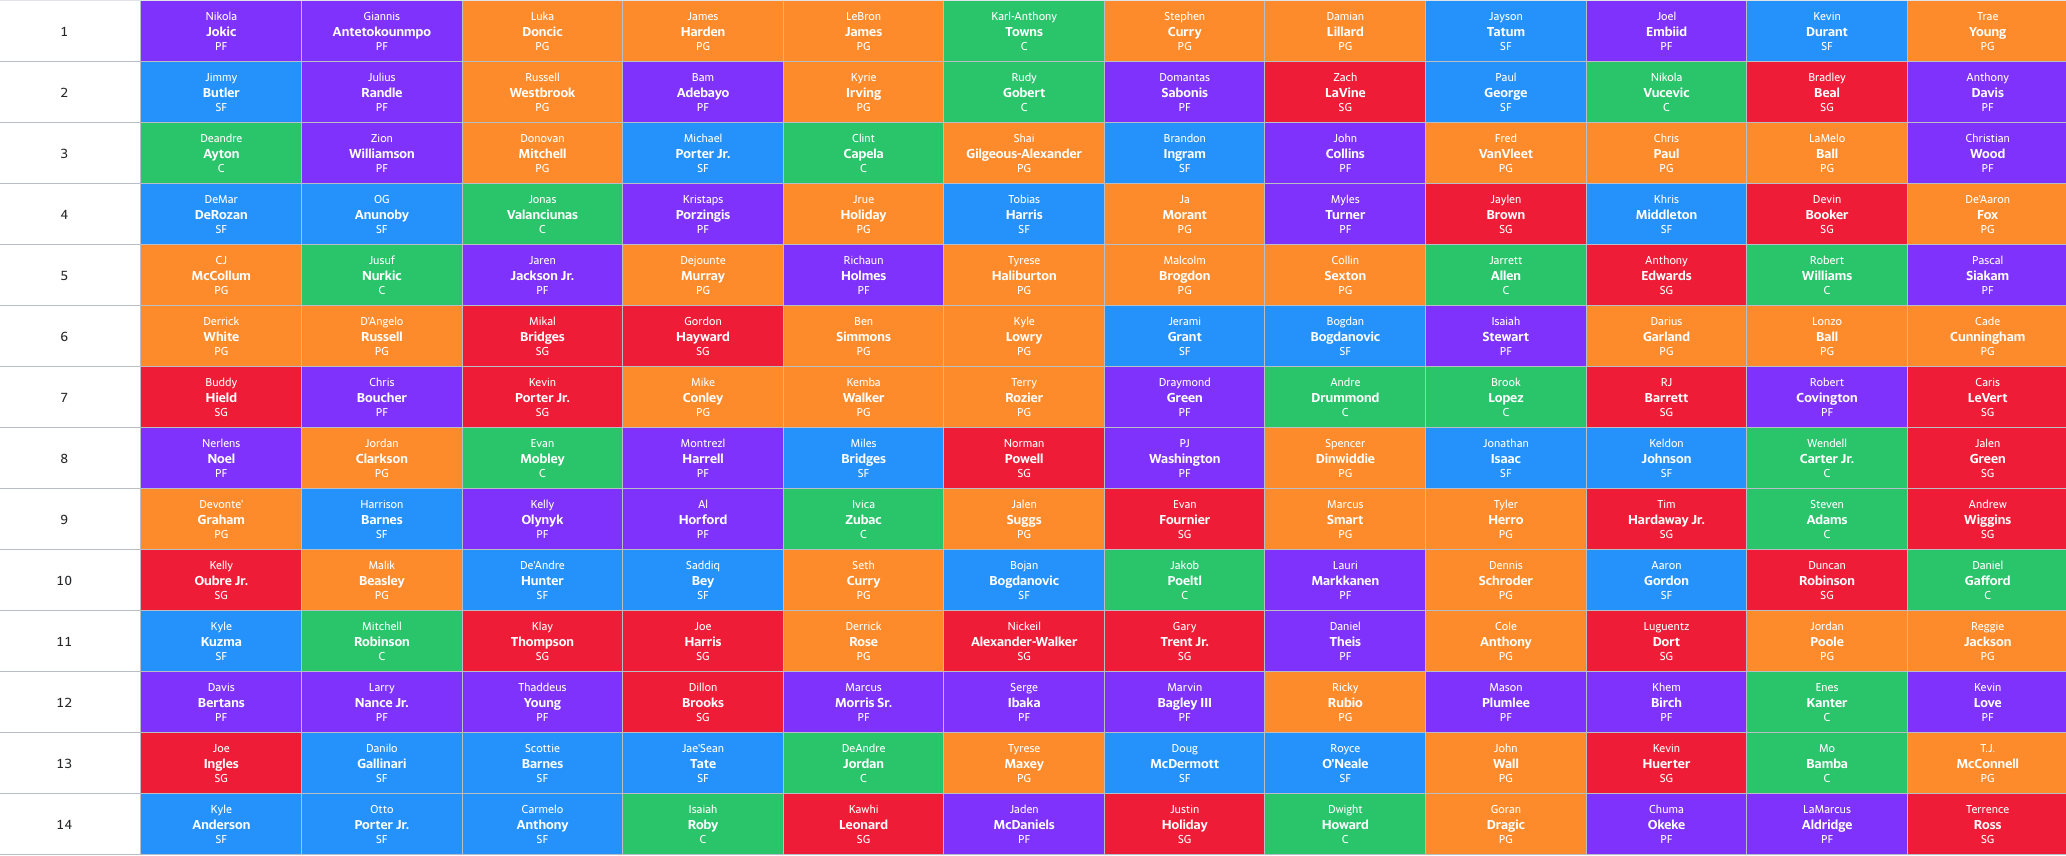 1
Nikola
Jokic
PF
Giannis
Antetokounmpo
PF
Luka
Doncic
PG
James
Harden
PG
LeBron
James
PG
Karl-Anthony
Towns
C
Stephen
Curry
PG
Damian
Lillard
PG
Jayson
Tatum
SF
Joel
Embiid
PF
Kevin
Durant
SF
Trae
Young
PG
2
Jimmy
Butler
SF
Julius
Randle
PF
Russell
Westbrook
PG
Bam
Adebayo
PF
Kyrie
Irving
PG
Rudy
Gobert
C
Domantas
Sabonis
PF
Zach
LaVine
SG
Paul
George
SF
Nikola
Vucevic
C
Bradley
Beal
SG
Anthony
Davis
PF
3
Deandre
Ayton
C
Zion
Williamson
PF
Donovan
Mitchell
PG
Michael
Porter Jr.
SF
Clint
Capela
C
Shai
Gilgeous-Alexander
PG
Brandon
Ingram
SF
John
Collins
PF
Fred
VanVleet
PG
Chris
Paul
PG
LaMelo
Ball
PG
Christian
Wood
PF
4
DeMar
DeRozan
SF
OG
Anunoby
SF
Jonas
Valanciunas
C
Kristaps
Porzingis
PF
Jrue
Holiday
PG
Tobias
Harris
SF
Ja
Morant
PG
Myles
Turner
PF
Jaylen
Brown
SG
Khris
Middleton
SF
Devin
Booker
SG
De'Aaron
Fox
PG
5
CJ
McCollum
PG
Jusuf
Nurkic
C
Jaren
Jackson Jr.
PF
Dejounte
Murray
PG
Richaun
Holmes
PF
Tyrese
Haliburton
PG
Malcolm
Brogdon
PG
Collin
Sexton
PG
Jarrett
Allen
C
Anthony
Edwards
SG
Robert
Williams
C
Pascal
Siakam
PF
6
Derrick
White
PG
D'Angelo
Russell
PG
Mikal
Bridges
SG
Gordon
Hayward
SG
Ben
Simmons
PG
Kyle
Lowry
PG
Jerami
Grant
SF
Bogdan
Bogdanovic
SF
Isaiah
Stewart
PF
Darius
Garland
PG
Lonzo
Ball
PG
Cade
Cunningham
PG
7
Buddy
Hield
SG
Chris
Boucher
PF
Kevin
Porter Jr.
SG
Mike
Conley
PG
Kemba
Walker
PG
Terry
Rozier
PG
Draymond
Green
PF
Andre
Drummond
C
Brook
Lopez
C
RJ
Barrett
SG
Robert
Covington
PF
Caris
LeVert
SG
8
Nerlens
Noel
PF
Jordan
Clarkson
PG
Evan
Mobley
C
Montrezl
Harrell
PF
Miles
Bridges
SF
Norman
Powell
SG
PJ
Washington
PF
Spencer
Dinwiddie
PG
Jonathan
Isaac
SF
Keldon
Johnson
SF
Wendell
Carter Jr.
C
Jalen
Green
SG
9
Devonte'
Graham
PG
Harrison
Barnes
SF
Kelly
Olynyk
PF
Al
Horford
PF
Ivica
Zubac
C
Jalen
Suggs
PG
Evan
Fournier
SG
Marcus
Smart
PG
Tyler
Herro
PG
Tim
Hardaway Jr.
SG
Steven
Adams
C
Andrew
Wiggins
SG
10
Kelly
Oubre Jr.
SG
Malik
Beasley
PG
De'Andre
Hunter
SF
Saddiq
Bey
SF
Seth
Curry
PG
Bojan
Bogdanovic
SF
Jakob
Poeltl
C
Lauri
Markkanen
PF
Dennis
Schroder
PG
Aaron
Gordon
SF
Duncan
Robinson
SG
Daniel
Gafford
C
11
Kyle
Kuzma
SF
Mitchell
Robinson
C
Klay
Thompson
SG
Joe
Harris
SG
Derrick
Rose
PG
Nickeil
Alexander-Walker
SG
Gary
Trent Jr.
SG
Daniel
Theis
PF
Cole
Anthony
PG
Luguentz
Dort
SG
Jordan
Poole
PG
Reggie
Jackson
PG
12
Davis
Bertans
PF
Larry
Nance Jr.
PF
Thaddeus
Young
PF
Dillon
Brooks
SG
Marcus
Morris Sr.
PF
Serge
Ibaka
PF
Marvin
Bagley III
PF
Ricky
Rubio
PG
Mason
Plumlee
PF
Khem
Birch
PF
Enes
Kanter
C
Kevin
Love
PF
13
Joe
Ingles
SG
Danilo
Gallinari
SF
Scottie
Barnes
SF
Jae'Sean
Tate
SF
DeAndre
Jordan
C
Tyrese
Maxey
PG
Doug
McDermott
SF
Royce
O'Neale
SF
John
Wall
PG
Kevin
Huerter
SG
Mo
Bamba
C
T.J.
McConnell
PG
14
Kyle
Anderson
SF
Otto
Porter Jr.
SF
Carmelo
Anthony
SF
Isaiah
Roby
C
Kawhi
Leonard
SG
Jaden
McDaniels
PF
Justin
Holiday
SG
Dwight
Howard
C
Goran
Dragic
PG
Chuma
Okeke
PF
LaMarcus
Aldridge
PF
Terrence
Ross
SG